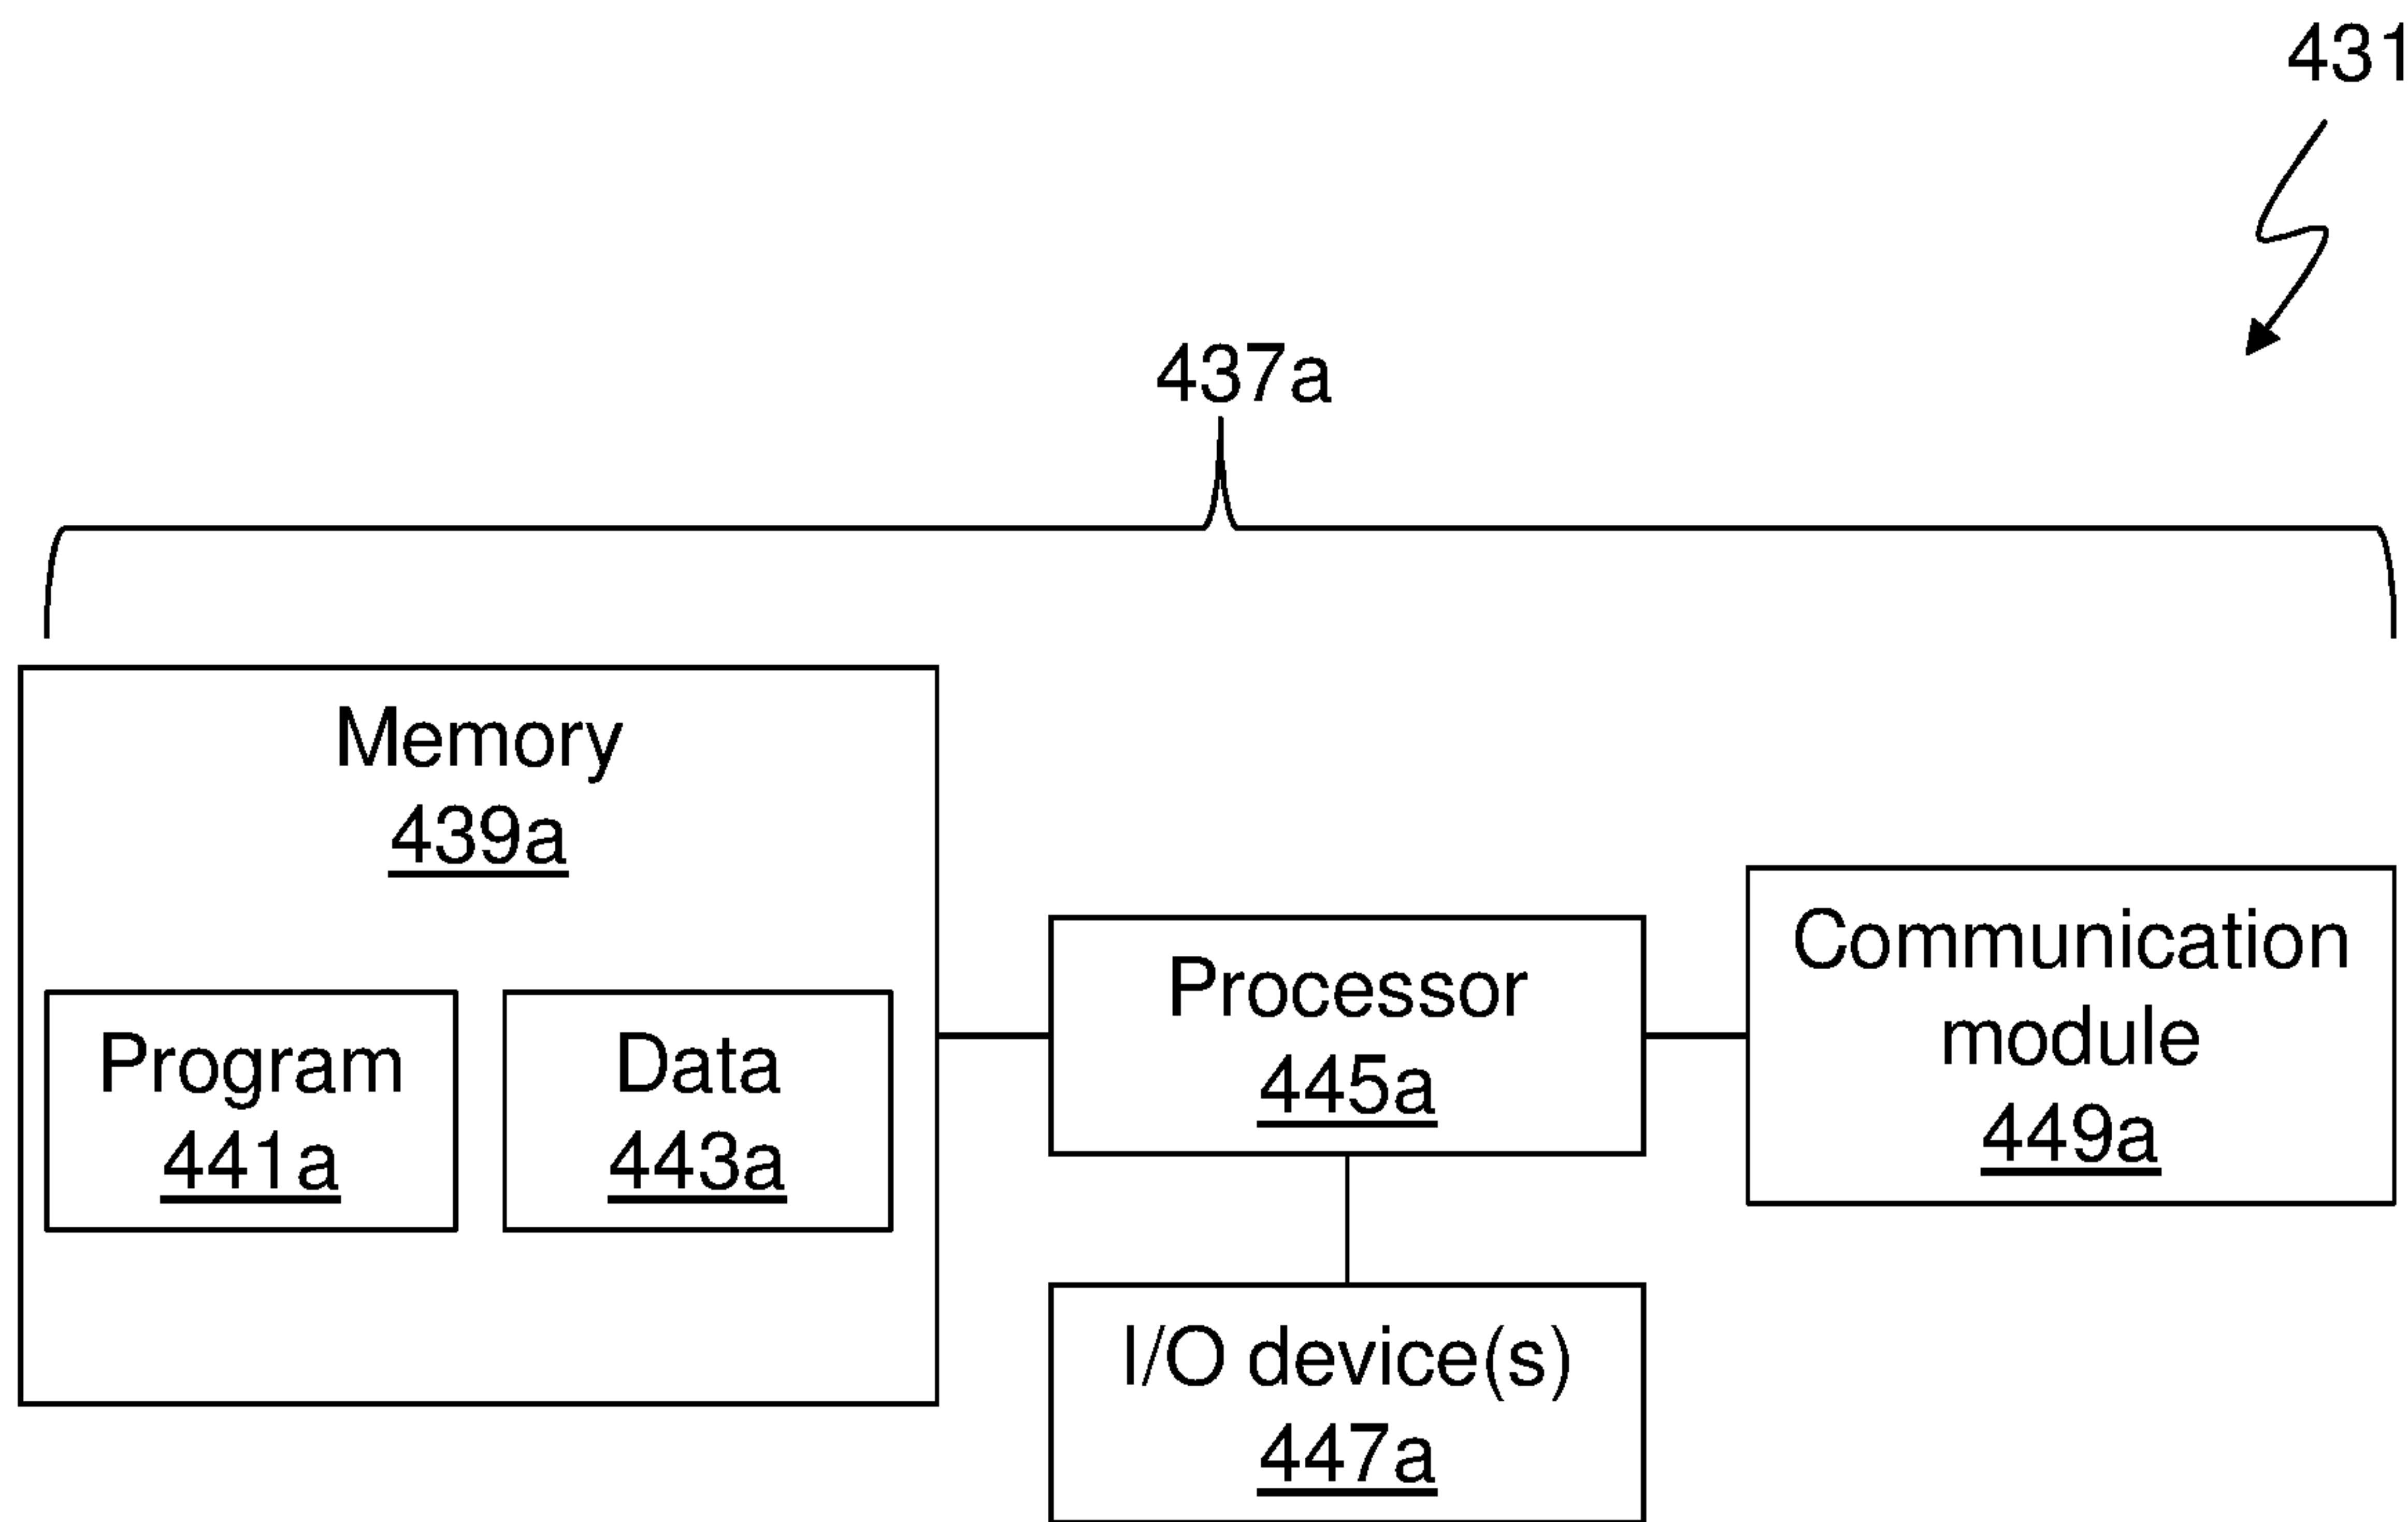 431
437a
Memory
439a
Program
441a
Data
443a
Processor
445a
I/O device(s)
447a
Communication
module
449a